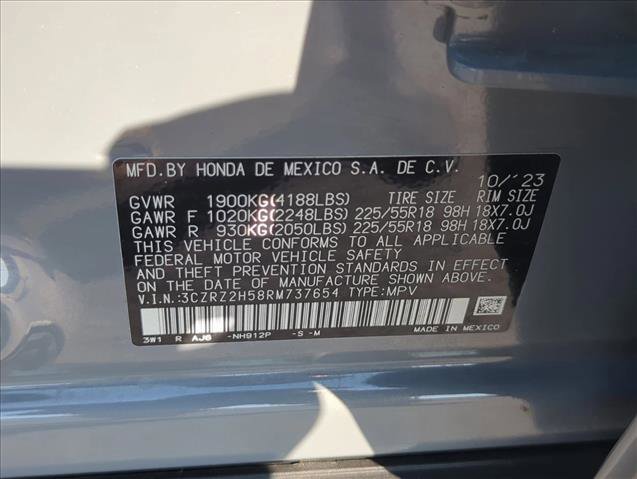 MFD.BY HONDA DE MEXICO S.A. DE C.V.
10/'23
GVWR 1900KG(4188LBS) TIRE SIZE RIM SIZE
GAWR F 1020KG(2248LBS) 225/55R18 98H 18X7.0J
GAWR R 930KG(2050LBS) 225/55R18 98H 18X7.0J
THIS VEHICLE CONFORMS TO ALL APPLICABLE
FEDERAL MOTOR VEHICLE SAFETY
AND THEFT PREVENTION STANDARDS IN EFFECT
ON THE DATE OF MANUFACTURE SHOWN ABOVE.
V.I.N.:3CZRZ2H58RM737654 TYPE:MPV
3W1 R AJ6 -NH912P -S -M MADE IN MEXICO